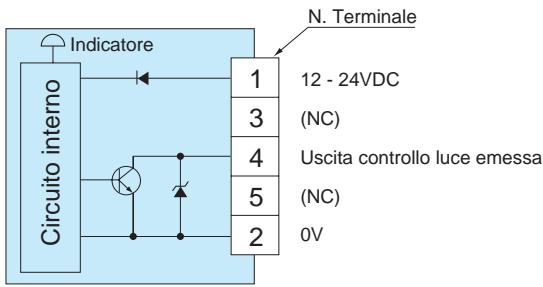 N. Terminale
Indicatore
Circuito interno
1 12 - 24VDC
3 (NC)
4 Uscita controllo luce emessa
5 (NC)
2 0V